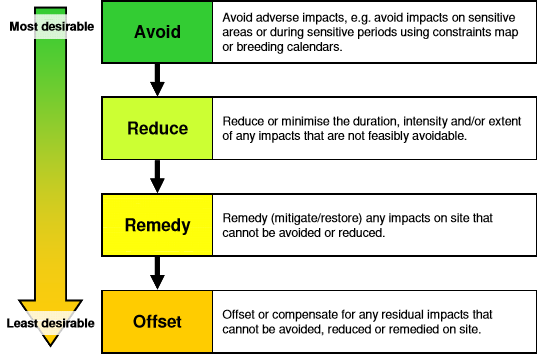 Most desirable
Avoid
Avoid adverse impacts, e.g. avoid impacts on sensitive
areas or during sensitive periods using constraints map
or breeding calendars.
Reduce
Reduce or minimise the duration, intensity and/or extent
of any impacts that are not feasibly avoidable.
Remedy
Remedy (mitigate/restore) any impacts on site that
cannot be avoided or reduced.
Least desirable
Offset
Offset or compensate for any residual impacts that
cannot be avoided, reduced or remedied on site.